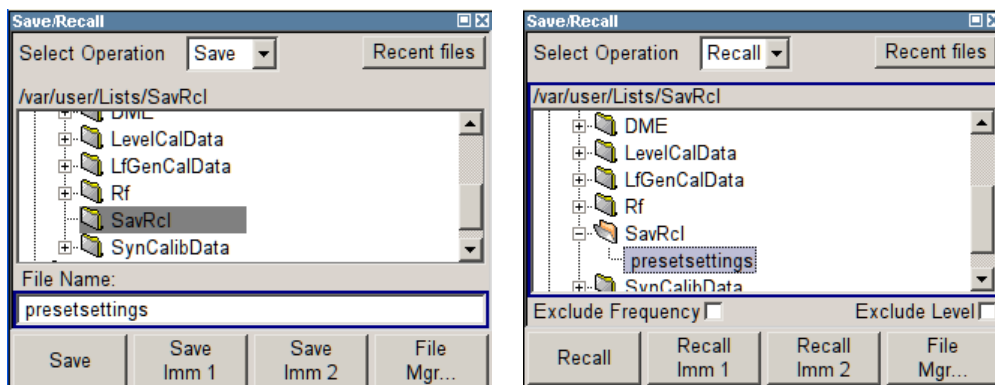 Save/Recall
Select Operation Save Recent files
/var/user/Lists/SavRcl
DME
LevelCalData
LfGenCalData
Rf
SavRcl
SynCalibData
File Name:
presetsettings
Save
Save Imm 1
Save Imm 2
File Mgr...
Save/Recall
Select Operation Recall Recent files
/var/user/Lists/SavRcl
DME
LevelCalData
LfGenCalData
Rf
SavRcl
presetsettings
SynCalibData
Exclude Frequency Exclude Level
Recall
Recall Imm 1
Recall Imm 2
File Mgr...